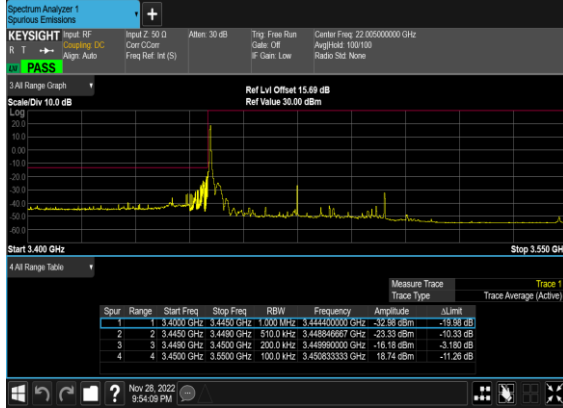 Spectrum Analyzer 1
Spurious Emissions
+
KEYSIGHT Input: RF Input Z: 50 Ω Atten: 30 dB Trig: Free Run Center Freq: 22.005000000 GHz
R T Coupling: DC Corr CCorr Gate: Off Avg|Hold: 100/100
Align: Auto Freq Ref: Int (S) IF Gain: Low Radio Std: None
PASS
3 All Range Graph
Ref Lvl Offset 15.69 dB
Scale/Div 10.0 dB Ref Value 30.00 dBm
Log
20.0
10.0
0.00
-10.0
-20.0
-30.0
-40.0
-50.0
-60.0
Start 3.400 GHz Stop 3.550 GH
4 All Range Table
Measure Trace Trace 1
Trace Type Trace Average (Active)
Spur Range Start Freq Stop Freq RBW Frequency Amplitude ΔLimit
1 1 3.4000 GHz 3.4450 GHz 1.000 MHz 3.444400000 GHz -32.98 dBm -19.98 dB
2 2 3.4450 GHz 3.4490 GHz 510.0 kHz 3.448846667 GHz -23.33 dBm -10.33 dB
3 3 3.4490 GHz 3.4500 GHz 200.0 kHz 3.449990000 GHz -16.18 dBm -3.180 dB
4 4 3.4500 GHz 3.5500 GHz 100.0 kHz 3.450833333 GHz 18.74 dBm -11.26 dB
? Nov 28, 2022
9:54:09 PM